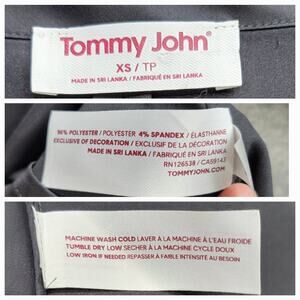 Tommy John®
XS / TP
MADE IN SRI LANKA / FABRIQUÉ EN SRI LANKA
96% POLYESTER / POLYESTER 4% SPANDEX / ÉLASTHANNE
EXCLUSIVE OF DECORATION / EXCLUSIF DE LA DÉCORATION
MADE IN SRI LANKA / FABRIQUÉ EN SRI LANKA
RN126538 / CA59143
TOMMYJOHN.COM
MACHINE WASH COLD LAVER À LA MACHINE À L'EAU FROIDE
TUMBLE DRY LOW SÉCHER À LA MACHINE CYCLE DOUX
LOW IRON IF NEEDED REPASSER À FAIBLE INTENSITÉ AU BESOIN